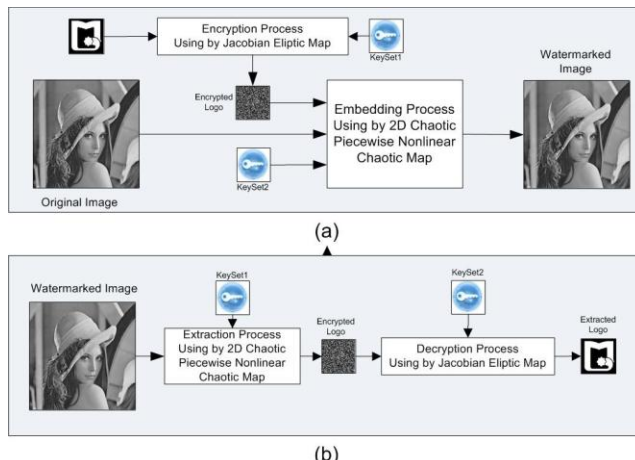 Encryption Process
Using by Jacobian Eliptic Map
KeySet1
Watermarked
Image
Encrypted
Logo
Embedding Process
Using by 2D Chaotic
Piecewise Nonlinear
Chaotic Map
KeySet2
Original Image
(a)
Watermarked Image
KeySet1
KeySet2
Extraction Process
Using by 2D Chaotic
Piecewise Nonlinear
Chaotic Map
Encrypted
Logo
Decryption Process
Using by Jacobian Eliptic Map
Extracted
Logo
(b)